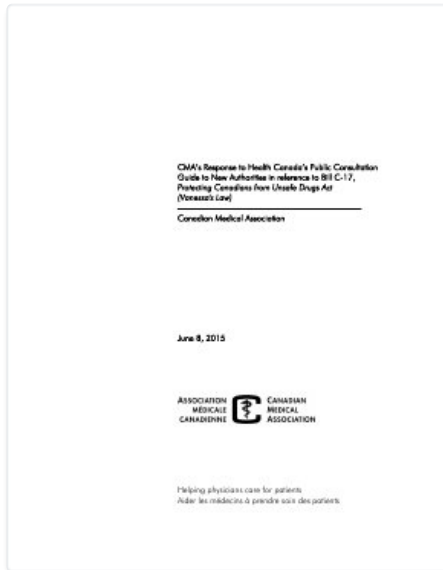 CMA's Response to Health Canada's Public Consultation
Guide to New Authorities in reference to Bill C-17,
Protecting Canadians from Unsafe Drugs Act
(Vanessa's Law)
Canadian Medical Association
June 8, 2015
ASSOCIATION
MÉDICALE
CANADIENNE
CANADIAN
MEDICAL
ASSOCIATION
Helping physicians care for patients
Aider les médecins à prendre soin des patients